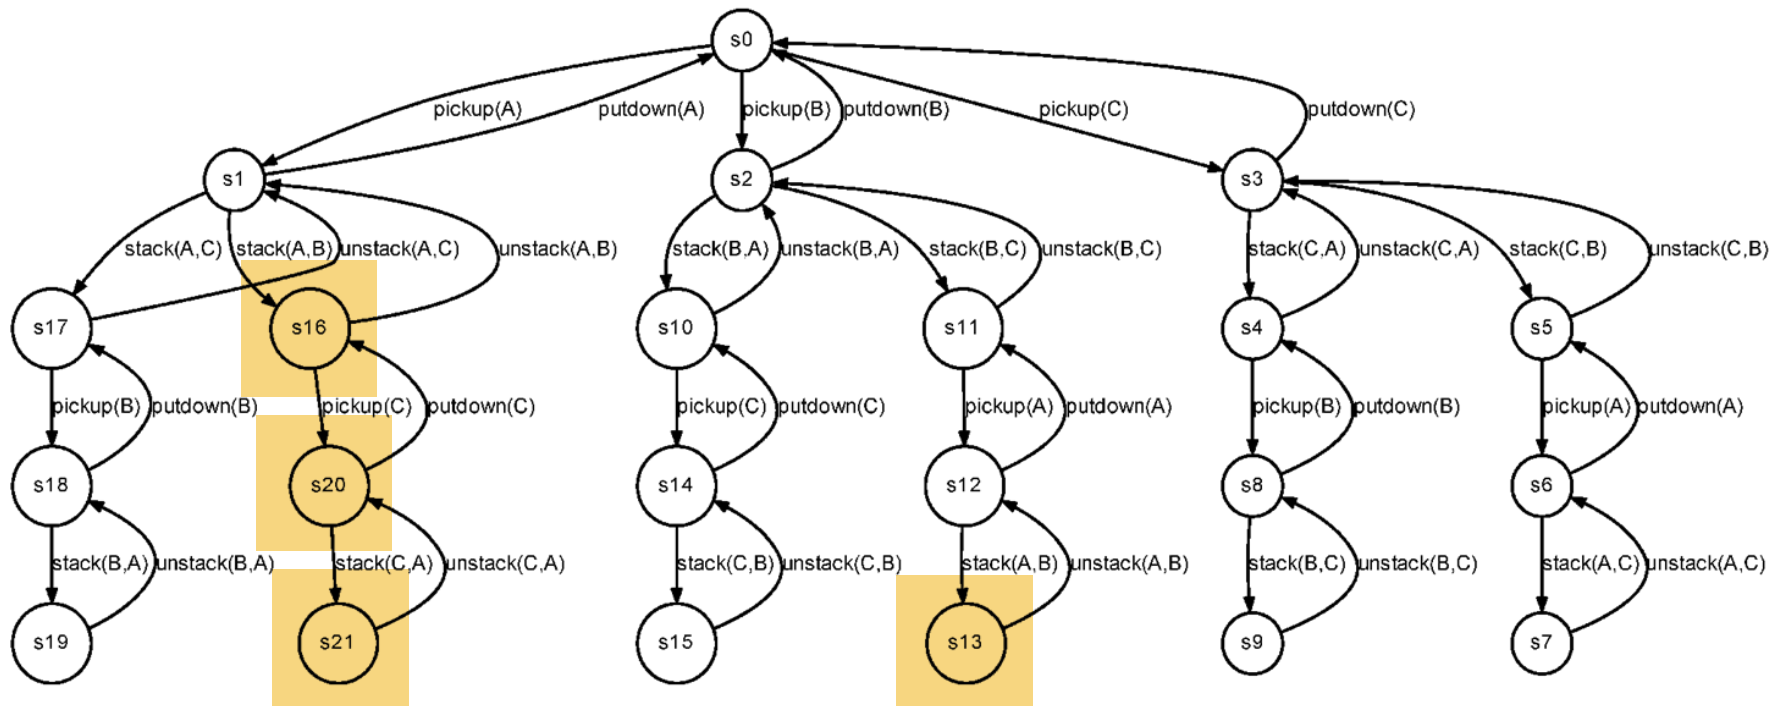 s0
pickup(A) putdown(A) pickup(B) putdown(B) pickup(C) putdown(C)
s1 s2 s3
stack(A,C) stack(A,B) unstack(A,C) unstack(A,B) stack(B,A) unstack(B,A) stack(B,C) unstack(B,C) stack(C,A) unstack(C,A) stack(C,B) unstack(C,B)
s17 s16 s10 s11 s4 s5
pickup(B) putdown(B) pickup(C) putdown(C) pickup(C) putdown(C) pickup(A) putdown(A) pickup(B) putdown(B) pickup(A) putdown(A)
s18 s20 s14 s12 s8 s6
stack(B,A) unstack(B,A) stack(C,A) unstack(C,A) stack(C,B) unstack(C,B) stack(A,B) unstack(A,B) stack(B,C) unstack(B,C) stack(A,C) unstack(A,C)
s19 s21 s15 s13 s9 s7